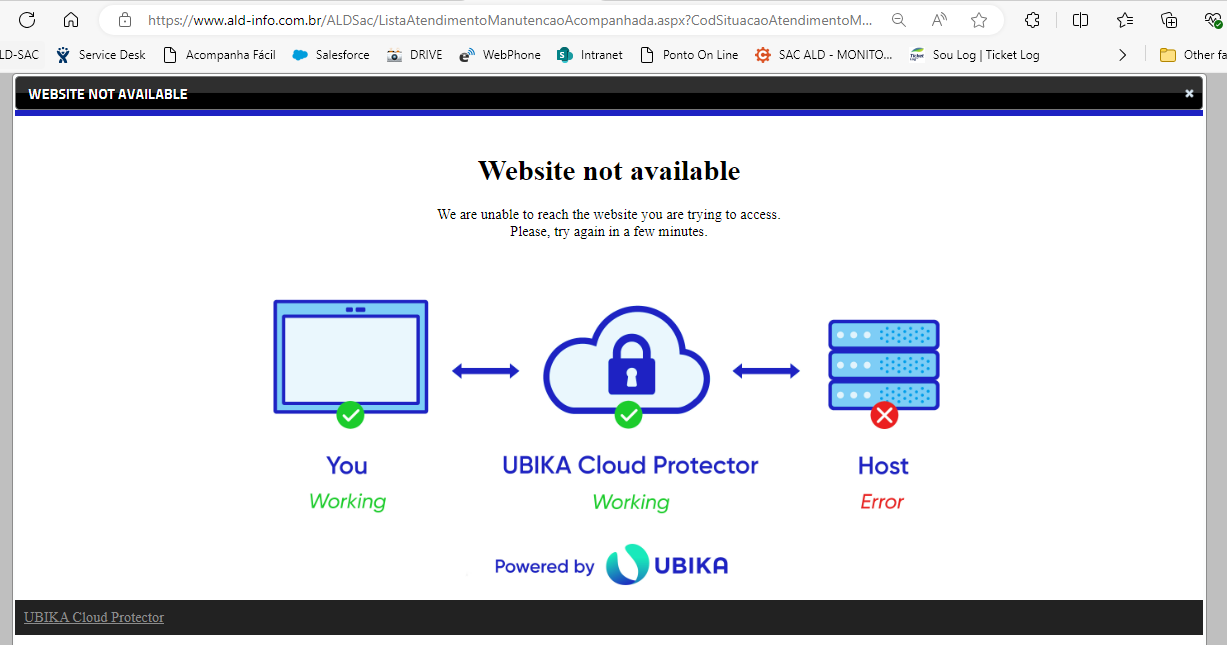 https://www.ald-info.com.br/ALDSac/ListaAtendimentoManutencaoAcompanhada.aspx?CodSituacaoAtendimentoM...
LD-SAC Service Desk Acompanha Fácil Salesforce DRIVE WebPhone Intranet Ponto On Line SAC ALD - MONITO... Sou Log | Ticket Log Other fa
WEBSITE NOT AVAILABLE
Website not available
We are unable to reach the website you are trying to access.
Please, try again in a few minutes.
You UBIKA Cloud Protector Host
Working Working Error
Powered by UBIKA
UBIKA Cloud Protector